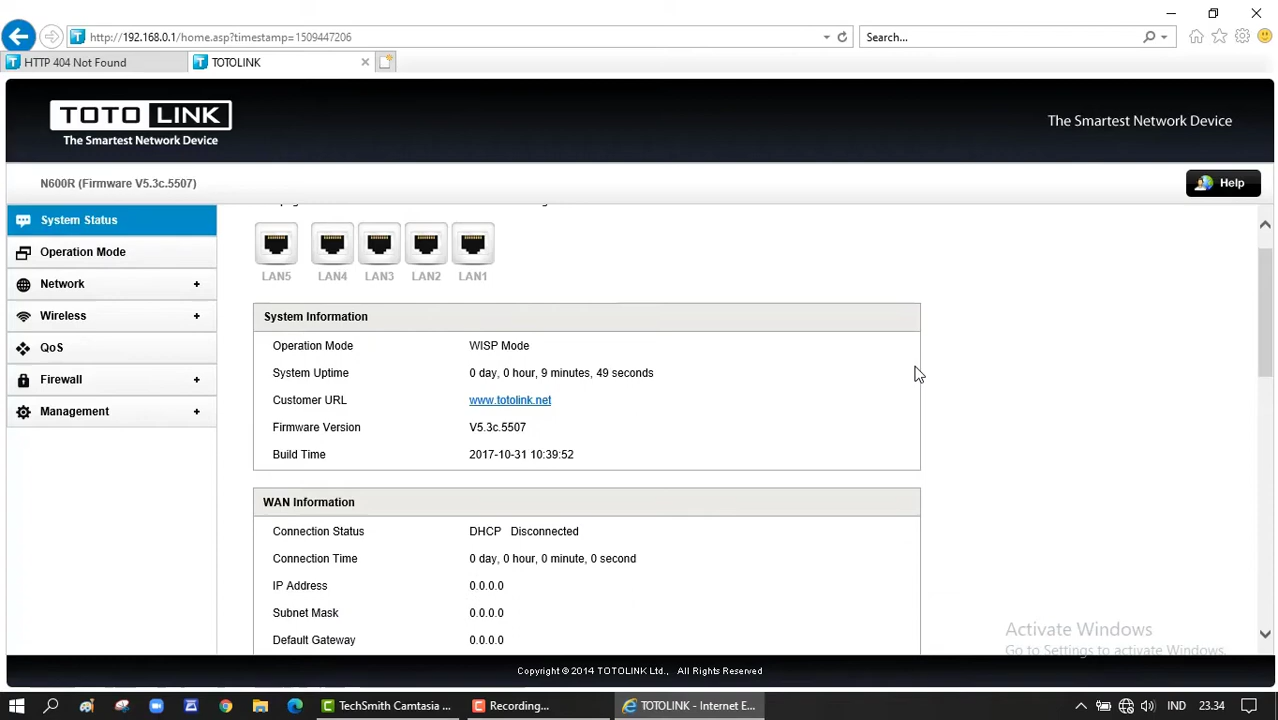 http://192.168.0.1/home.asp?timestamp=1509447206
Search...
HTTP 404 Not Found
TOTOLINK
TOTO LINK
The Smartest Network Device
The Smartest Network Device
N600R (Firmware V5.3c.5507)
Help
System Status
Operation Mode
Network +
Wireless +
QoS
Firewall +
Management +
LAN5 LAN4 LAN3 LAN2 LAN1
System Information
Operation Mode WISP Mode
System Uptime 0 day, 0 hour, 9 minutes, 49 seconds
Customer URL www.totolink.net
Firmware Version V5.3c.5507
Build Time 2017-10-31 10:39:52
WAN Information
Connection Status DHCP Disconnected
Connection Time 0 day, 0 hour, 0 minute, 0 second
IP Address 0.0.0.0
Subnet Mask 0.0.0.0
Default Gateway 0.0.0.0
Activate Windows
Go to Settings to activate Windows.
Copyright © 2014 TOTOLINK Ltd., All Rights Reserved
TechSmith Camtasia ...
Recording...
TOTOLINK - Internet E...
IND
23.34